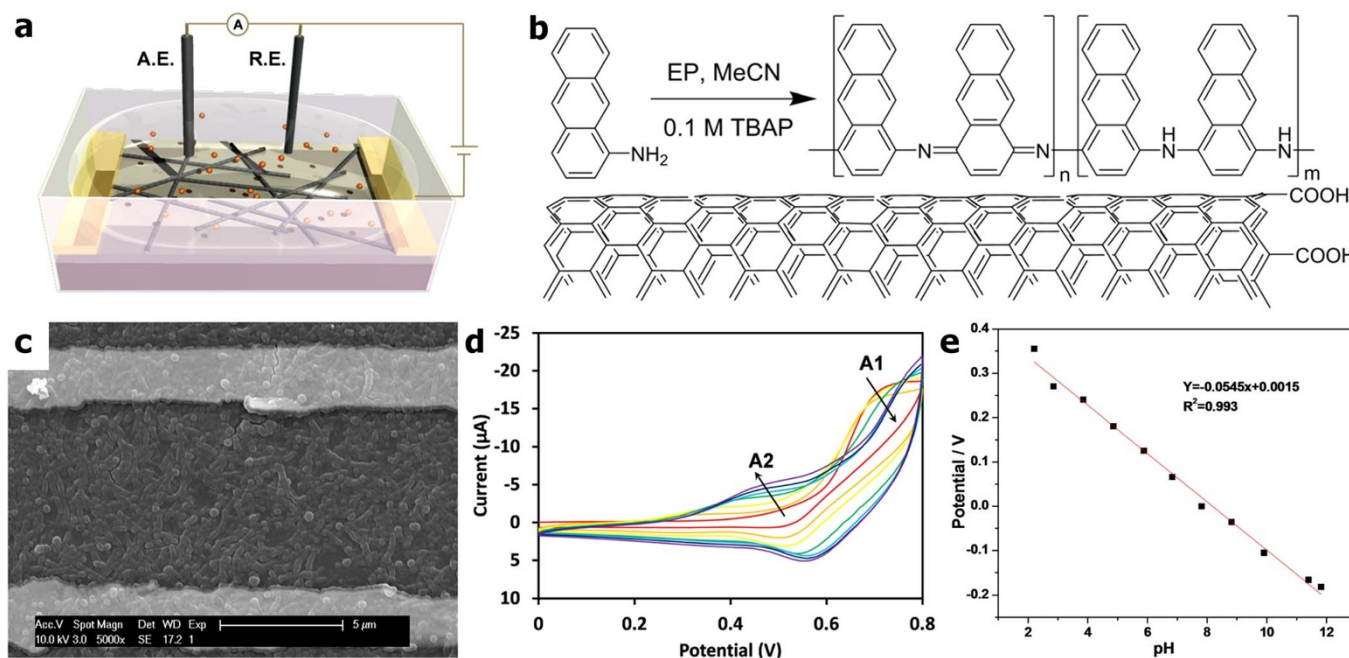 a
A
A.E.
R.E.
b
EP, MeCN
0.1 M TBAP
NH2
N
N
n
H
N
H
N
m
COOH
COOH
c
Acc.V Spot Magn Det WD Exp
10.0 kV 3.0 5000x SE 17.2 1
5 µm
d
-25
-20
-15
-10
-5
0
5
10
Current (µA)
A1
A2
0
0.2
0.4
0.6
0.8
Potential (V)
e
0.4
0.3
0.2
0.1
0.0
-0.1
-0.2
Potential / V
Y=-0.0545x+0.0015
R2=0.993
2
4
6
8
10
12
pH